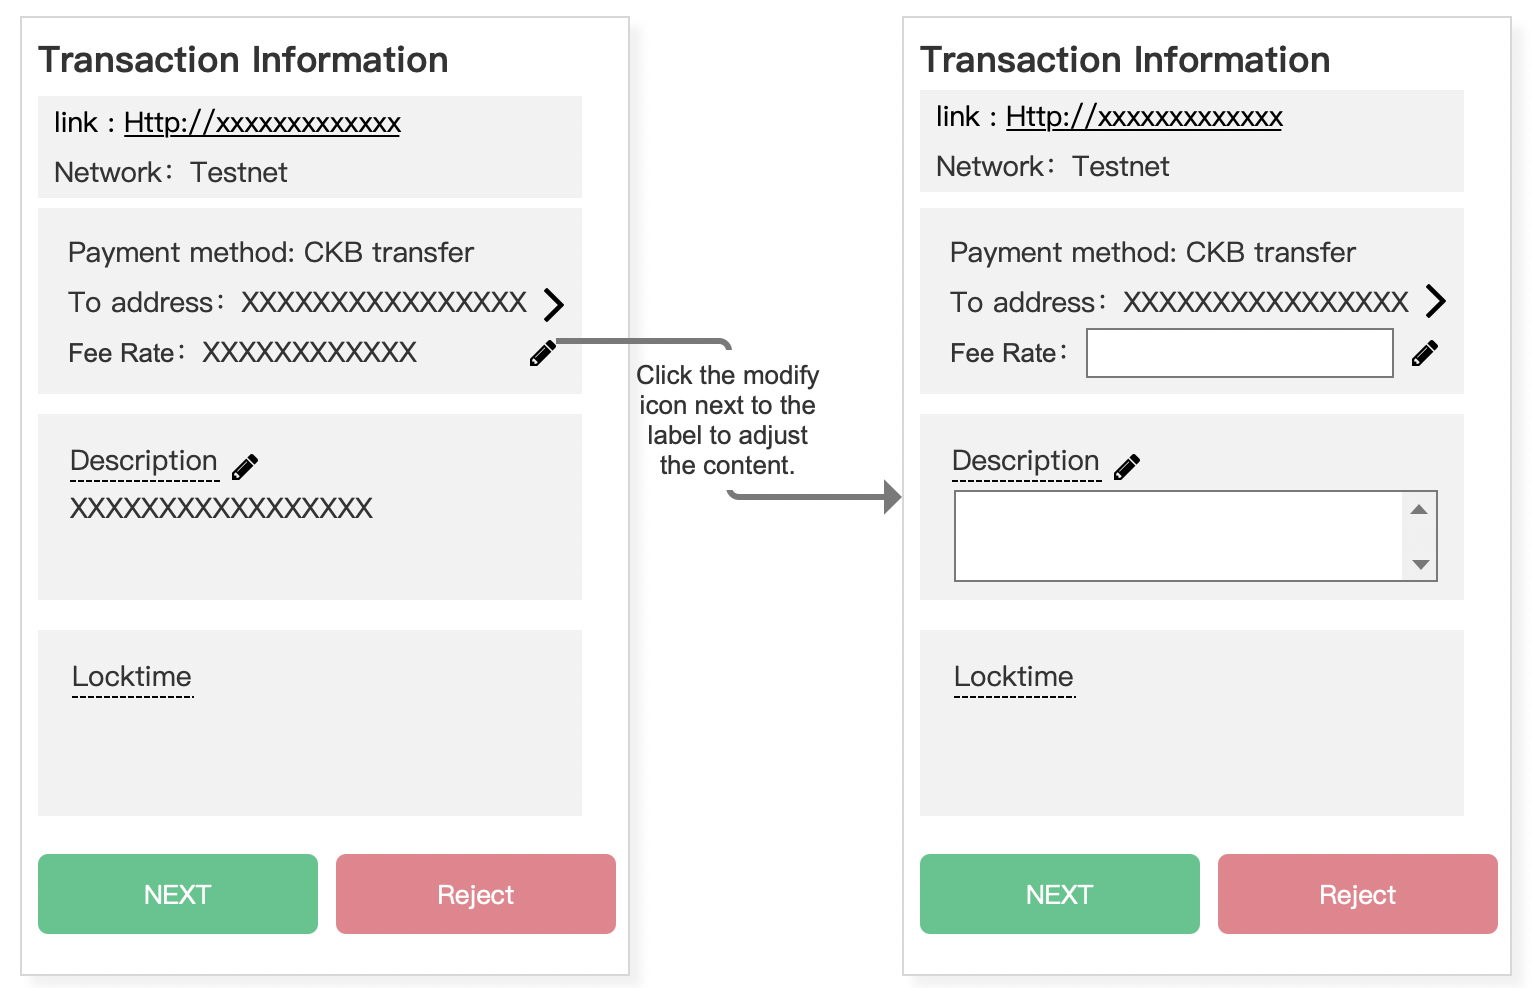 Transaction Information
link : Http://xxxxxxxxxxxxx
Network：Testnet
Payment method: CKB transfer
To address：XXXXXXXXXXXXXXXX
Fee Rate：XXXXXXXXXXXX
Description
XXXXXXXXXXXXXXXXX
Locktime
NEXT
Reject
Click the modify
icon next to the
label to adjust
the content.
Transaction Information
link : Http://xxxxxxxxxxxxx
Network：Testnet
Payment method: CKB transfer
To address：XXXXXXXXXXXXXXXX
Fee Rate：
Description
Locktime
NEXT
Reject